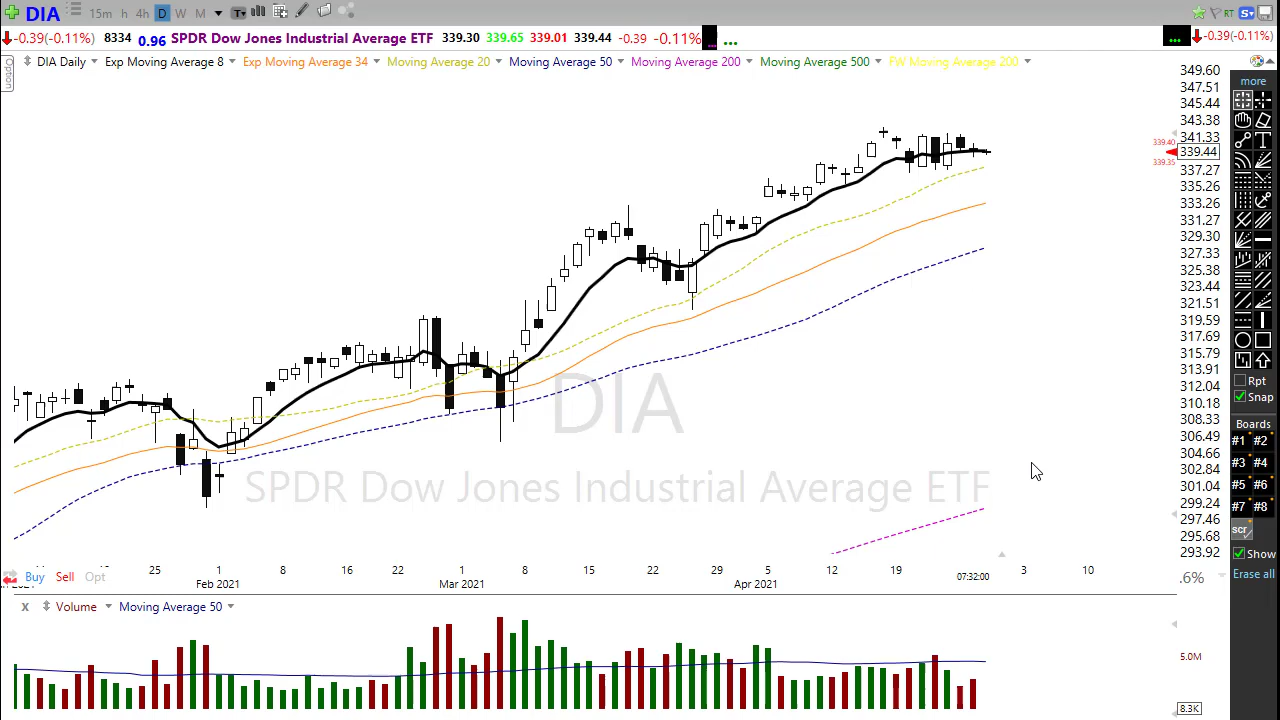 DIA 15m h 4h D W M T RT S
-0.39(-0.11%) 8334 0.96 SPDR Dow Jones Industrial Average ETF 339.30 339.65 339.01 339.44 -0.39 -0.11% ... ... -0.39(-0.11%)
Option
DIA Daily Exp Moving Average 8 Exp Moving Average 34 Moving Average 20 Moving Average 50 Moving Average 200 Moving Average 500 FW Moving Average 200
349.60
347.51
345.44
343.38
341.33
339.40
339.44
339.35
337.27
335.26
333.26
331.27
329.30
327.33
325.38
323.44
321.51
319.59
317.69
315.79
313.91
312.04
310.18
308.33
306.49
304.66
302.84
301.04
299.24
297.46
295.68
293.92
DIA
SPDR Dow Jones Industrial Average ETF
25 1 8 16 22 1 8 15 22 29 5 12 19 07:32:00 3 10
Feb 2021 Mar 2021 Apr 2021
Buy Sell Opt
.6%
x Volume Moving Average 50
5.0M
8.3K
more
T
Rpt
Snap
Boards
#1 #2
#3 #4
#5 #6
#7 #8
scr
Show
Erase all